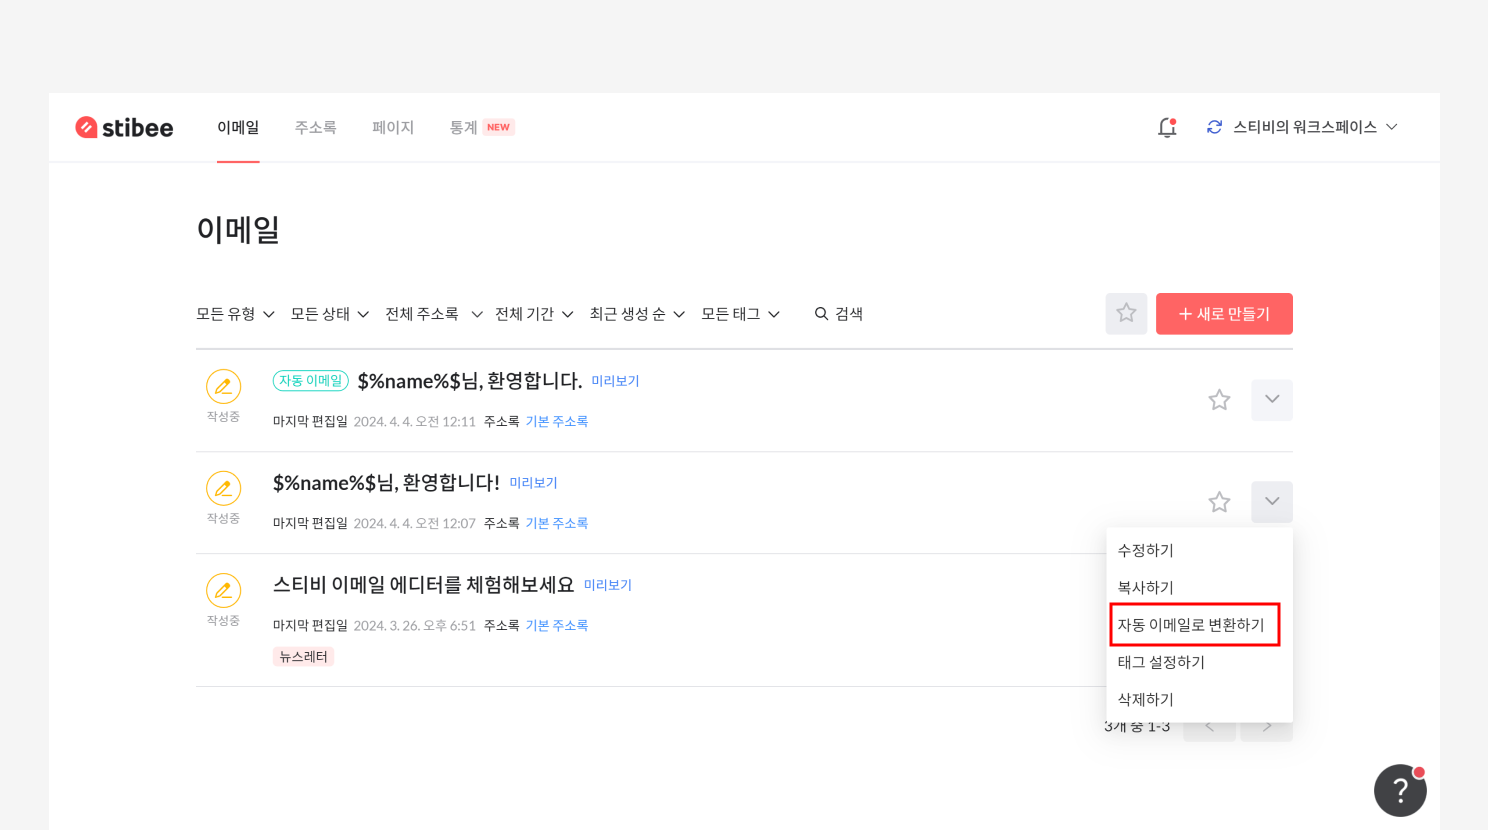 stibee 이메일 주소록 페이지 통계 NEW 스티비의 워크스페이스
이메일
모든 유형 모든 상태 전체 주소록 전체 기간 최근 생성 순 모든 태그 검색 + 새로 만들기
자동 이메일 $%name%$님, 환영합니다. 미리보기
작성중
마지막 편집일 2024. 4. 4. 오전 12:11 주소록 기본 주소록
$%name%$님, 환영합니다! 미리보기
작성중
마지막 편집일 2024. 4. 4. 오전 12:07 주소록 기본 주소록
수정하기
복사하기
자동 이메일로 변환하기
태그 설정하기
삭제하기
스티비 이메일 에디터를 체험해보세요 미리보기
작성중
마지막 편집일 2024. 3. 26. 오후 6:51 주소록 기본 주소록
뉴스레터
3개 중 1-3
?